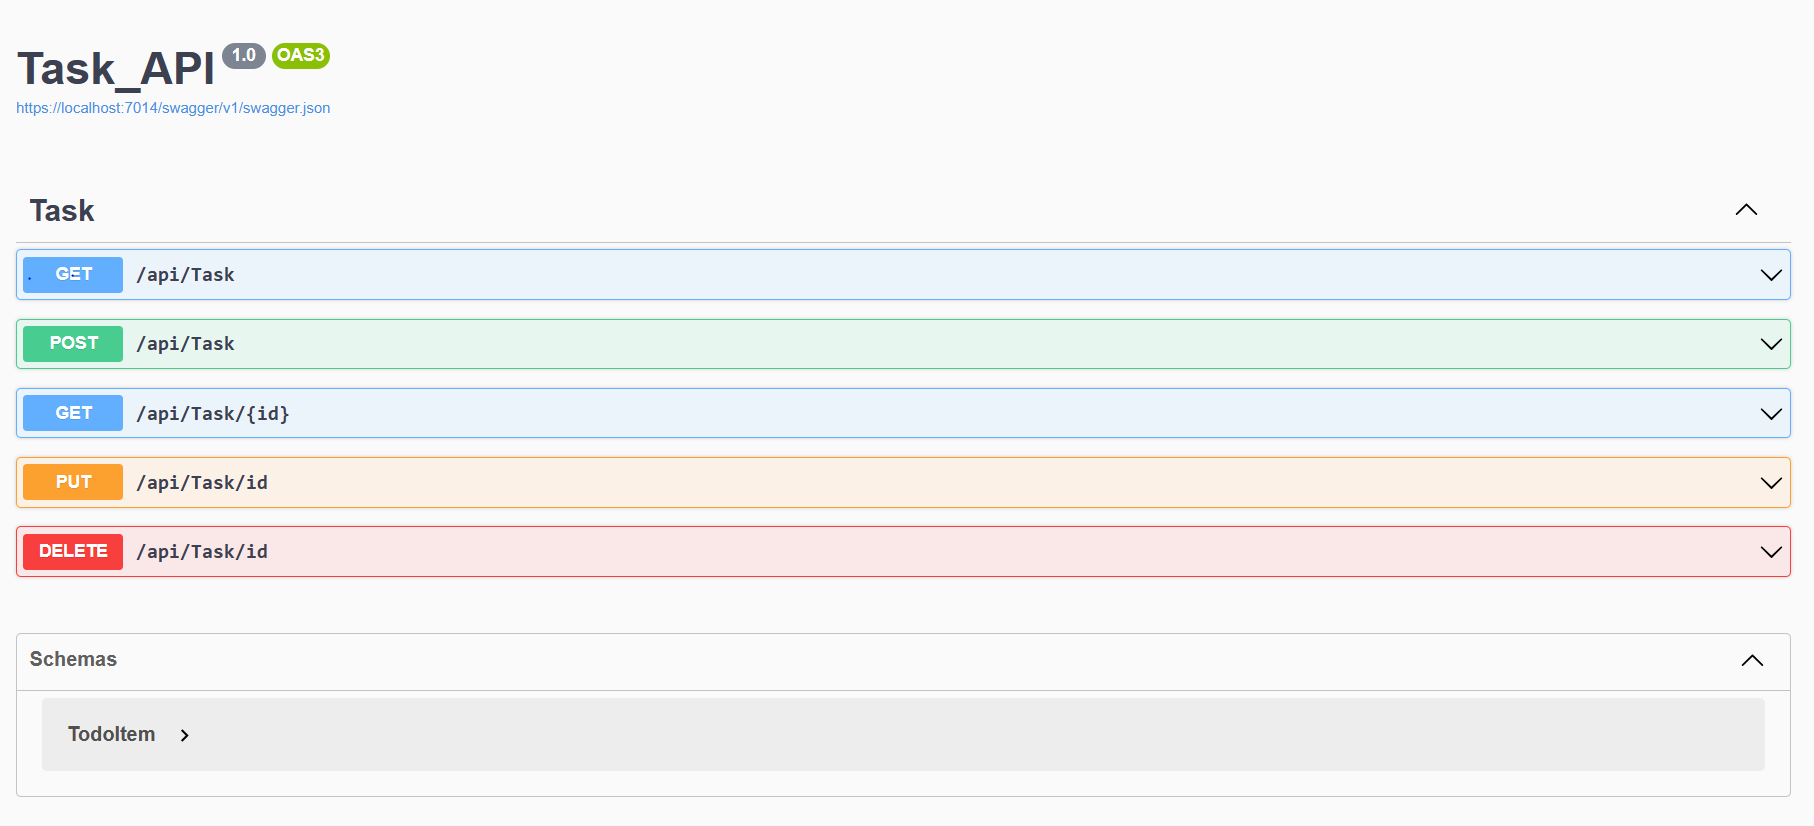 Task_API 1.0 OAS3
https://localhost:7014/swagger/v1/swagger.json
Task
GET /api/Task
POST /api/Task
GET /api/Task/{id}
PUT /api/Task/id
DELETE /api/Task/id
Schemas
TodoItem